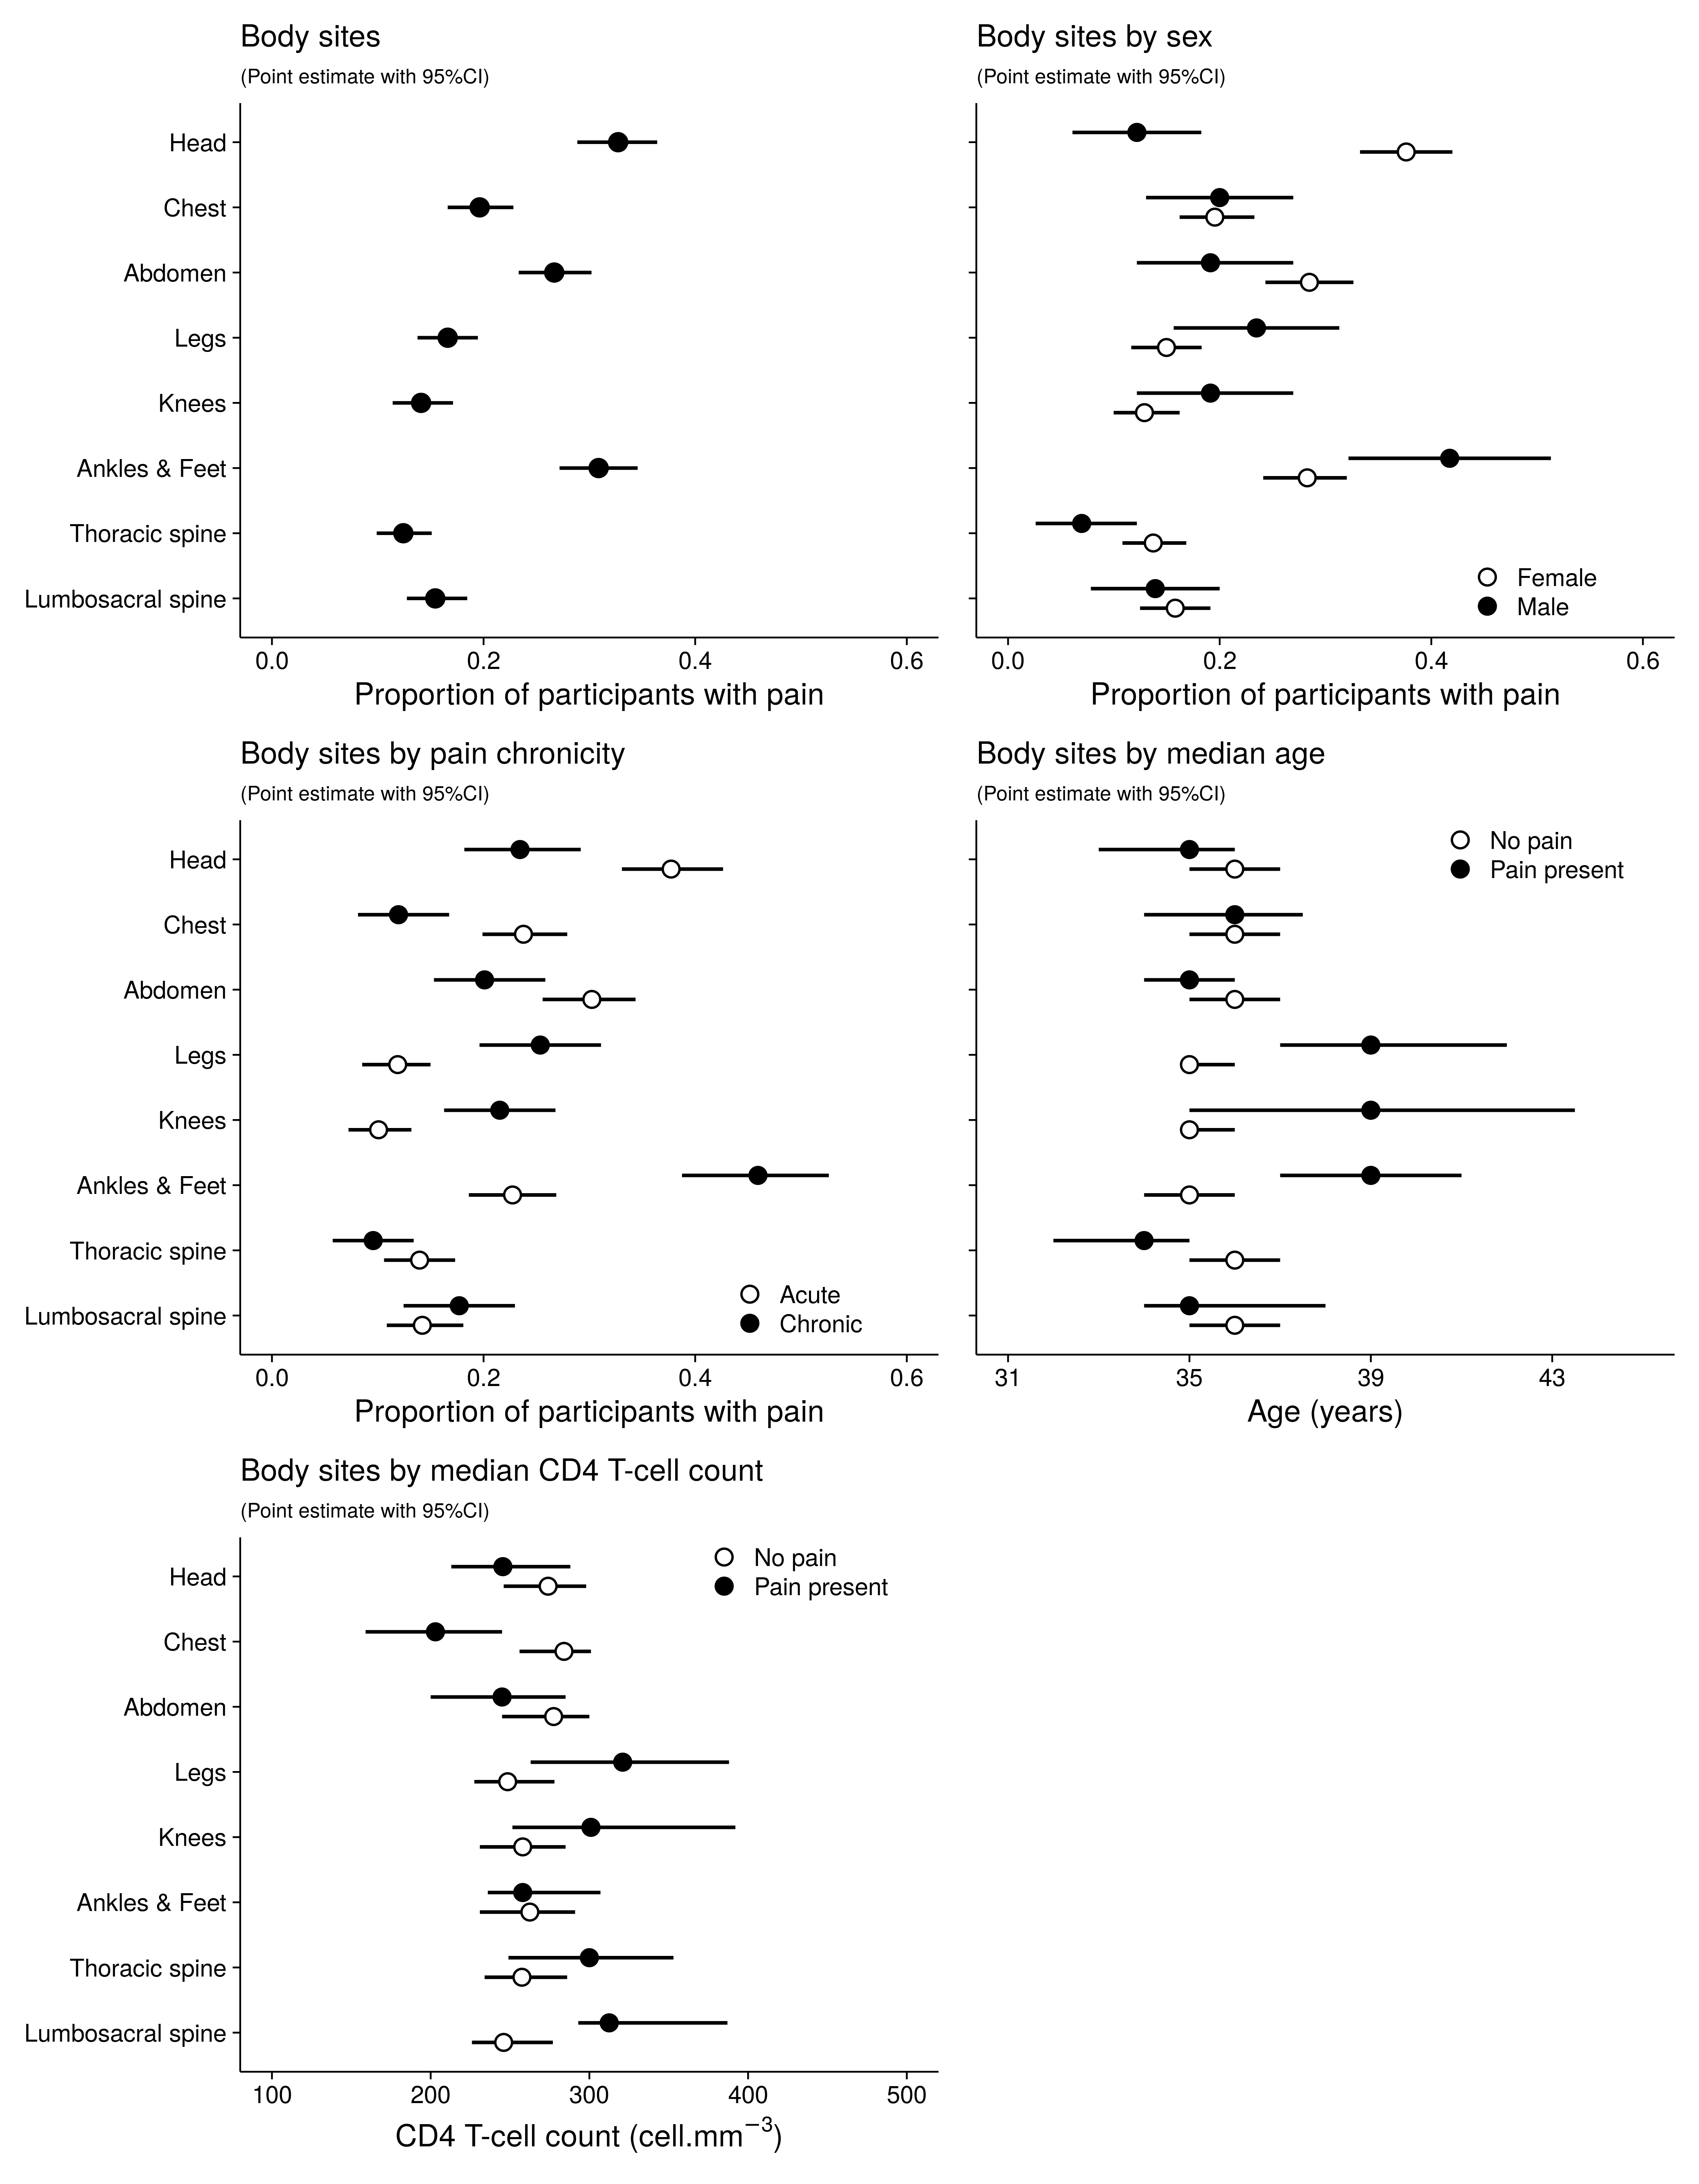 Body sites
(Point estimate with 95%CI)
Head
Chest
Abdomen
Legs
Knees
Ankles & Feet
Thoracic spine
Lumbosacral spine
0.0 0.2 0.4 0.6
Proportion of participants with pain
Body sites by sex
(Point estimate with 95%CI)
Female
Male
0.0 0.2 0.4 0.6
Proportion of participants with pain
Body sites by pain chronicity
(Point estimate with 95%CI)
Head
Chest
Abdomen
Legs
Knees
Ankles & Feet
Thoracic spine
Lumbosacral spine
Acute
Chronic
0.0 0.2 0.4 0.6
Proportion of participants with pain
Body sites by median age
(Point estimate with 95%CI)
No pain
Pain present
31 35 39 43
Age (years)
Body sites by median CD4 T-cell count
(Point estimate with 95%CI)
No pain
Pain present
Head
Chest
Abdomen
Legs
Knees
Ankles & Feet
Thoracic spine
Lumbosacral spine
100 200 300 400 500
CD4 T-cell count (cell.mm⁻³)